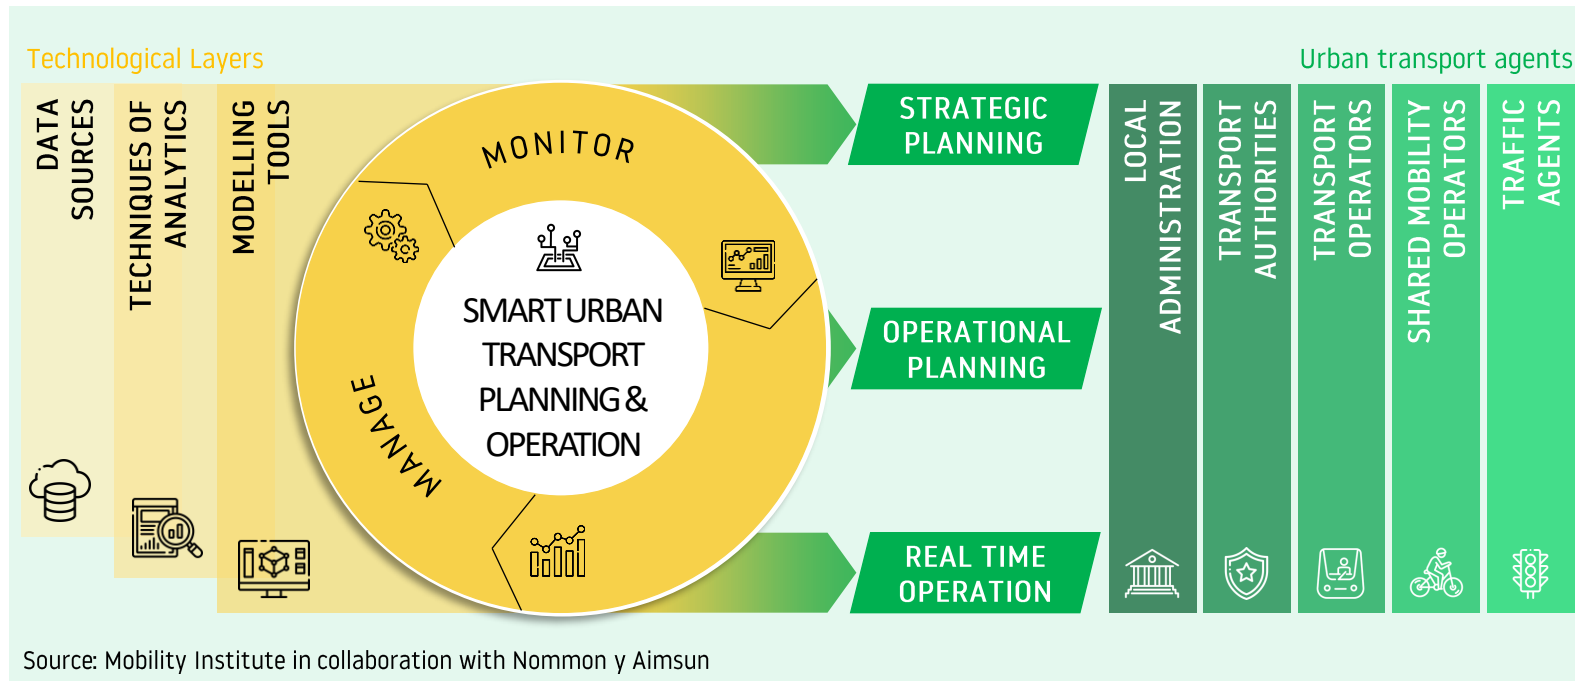 Technological Layers
Urban transport agents
DATA
SOURCES
TECHNIQUES OF
ANALYTICS
MODELLING
TOOLS
MONITOR
MANAGE
SMART URBAN
TRANSPORT
PLANNING &
OPERATION
STRATEGIC
PLANNING
OPERATIONAL
PLANNING
REAL TIME
OPERATION
LOCAL
ADMINISTRATION
TRANSPORT
AUTHORITIES
TRANSPORT
OPERATORS
SHARED MOBILITY
OPERATORS
TRAFFIC
AGENTS
Source: Mobility Institute in collaboration with Nommon y Aimsun